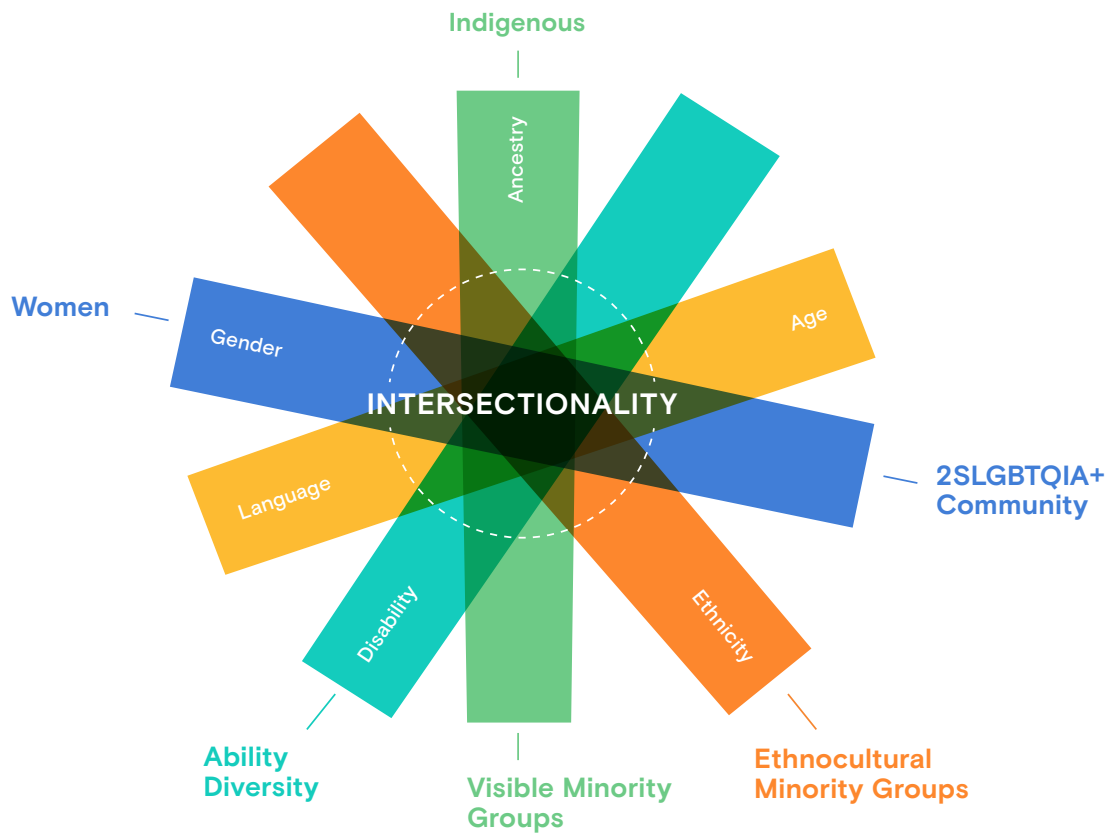 Indigenous
Ancestry
Women
Gender
Age
INTERSECTIONALITY
Language
2SLGBTQIA+
Community
Disability
Ethnicity
Ability
Diversity
Visible Minority
Groups
Ethnocultural
Minority Groups